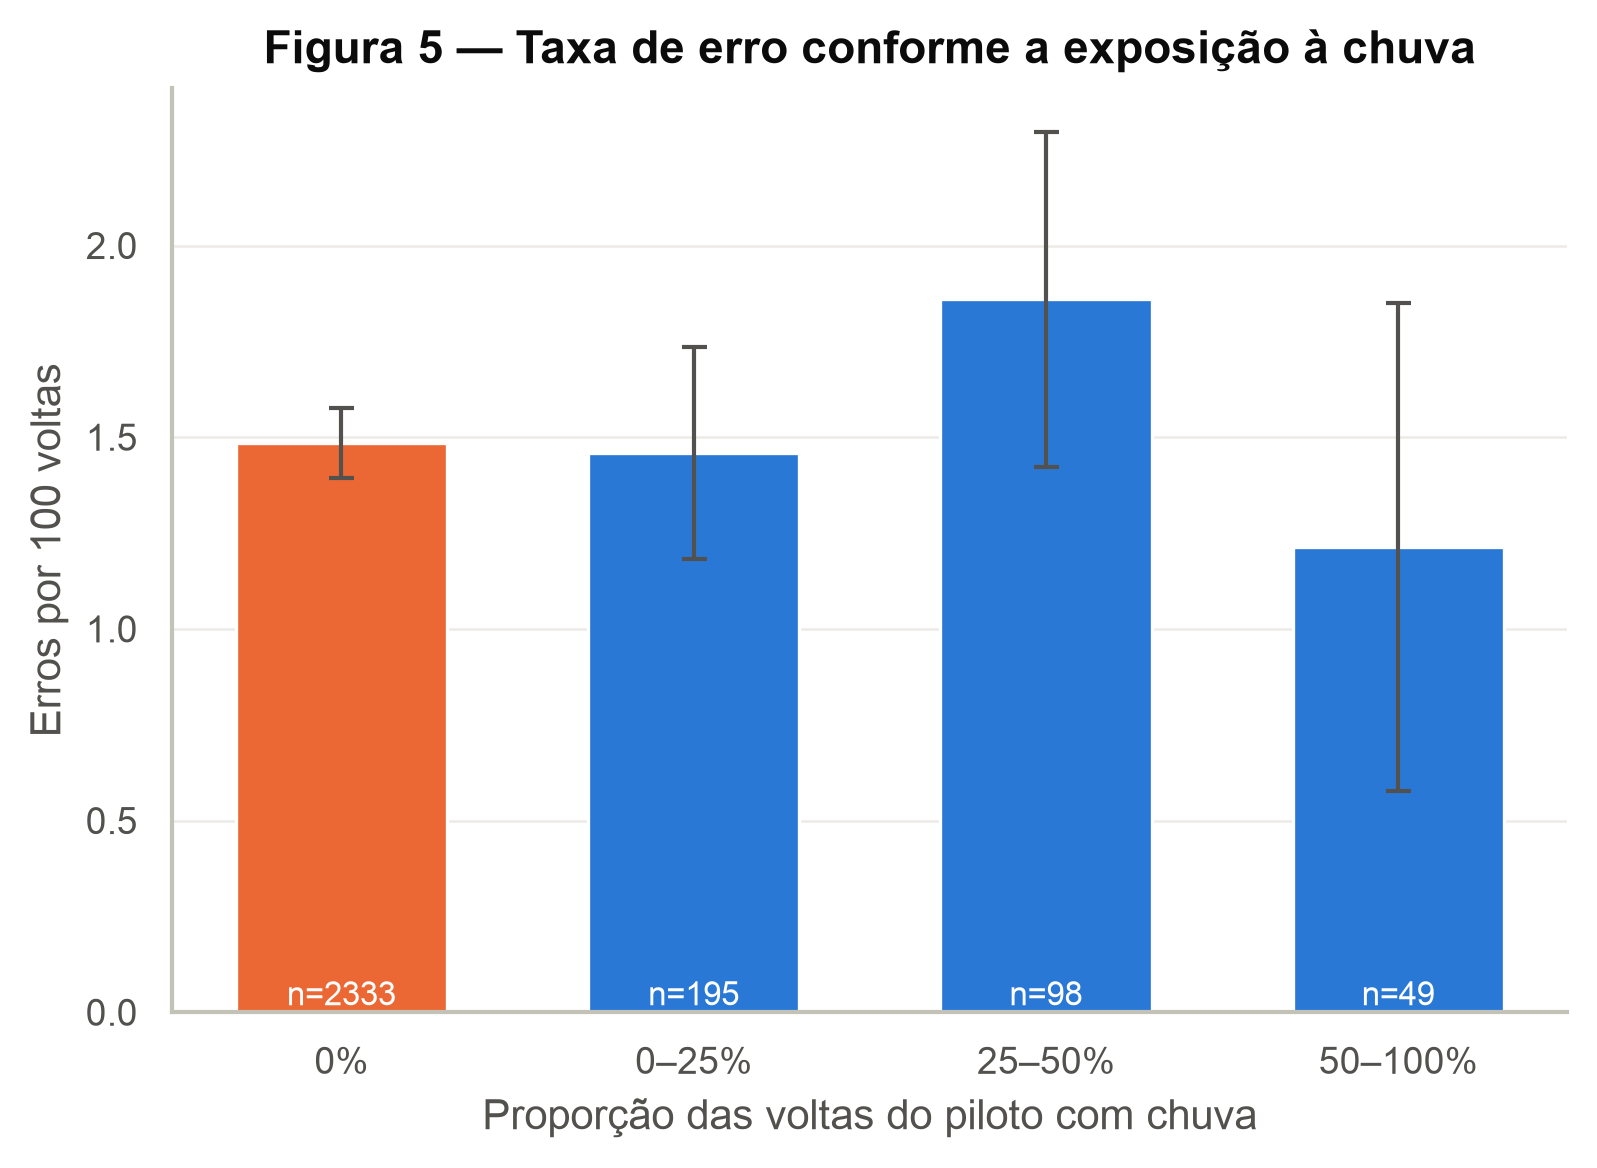 Figura 5 — Taxa de erro conforme a exposição à chuva
Erros por 100 voltas
2.0
1.5
1.0
0.5
0.0
n=2333
n=195
n=98
n=49
0%
0–25%
25–50%
50–100%
Proporção das voltas do piloto com chuva